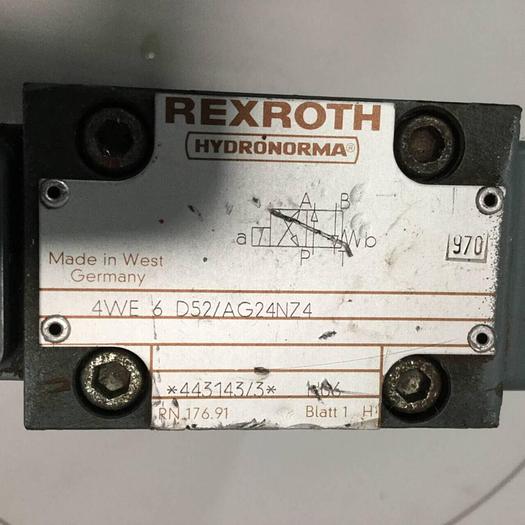 REXROTH
HYDRONORMA®
A B
a b
P
970
Made in West
Germany
4WE 6 D52/AG24NZ4
*443143/3*
RN 176.91 Blatt 1 H